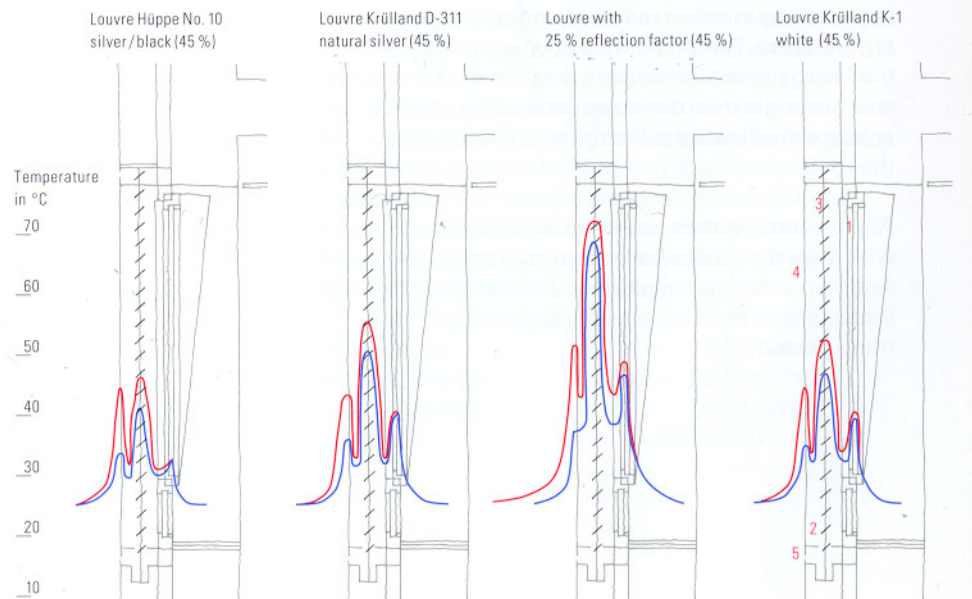 Louvre Hüppe No. 10
silver/black (45 %)
Louvre Krülland D-311
natural silver (45 %)
Louvre with
25 % reflection factor (45 %)
Louvre Krülland K-1
white (45 %)
Temperature
in °C
70
60
50
40
30
20
10
3
1
4
2
5